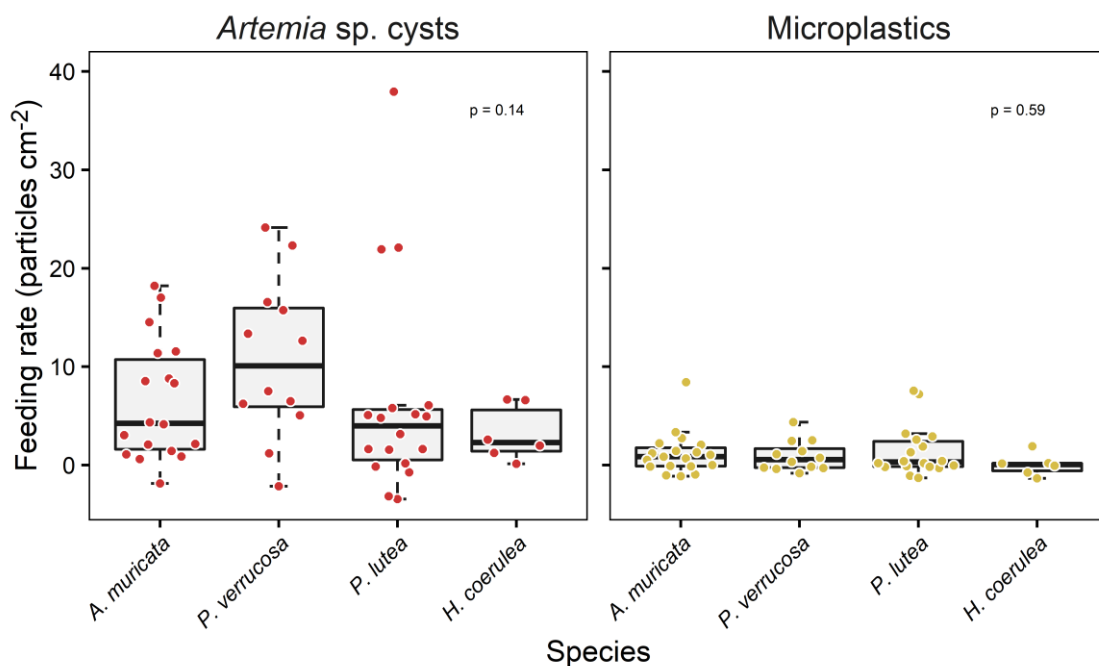 Artemia sp. cysts
Microplastics
Feeding rate (particles cm-2)
40
30
20
10
0
p = 0.14
p = 0.59
A. muricata
P. verrucosa
P. lutea
H. coerulea
A. muricata
P. verrucosa
P. lutea
H. coerulea
Species